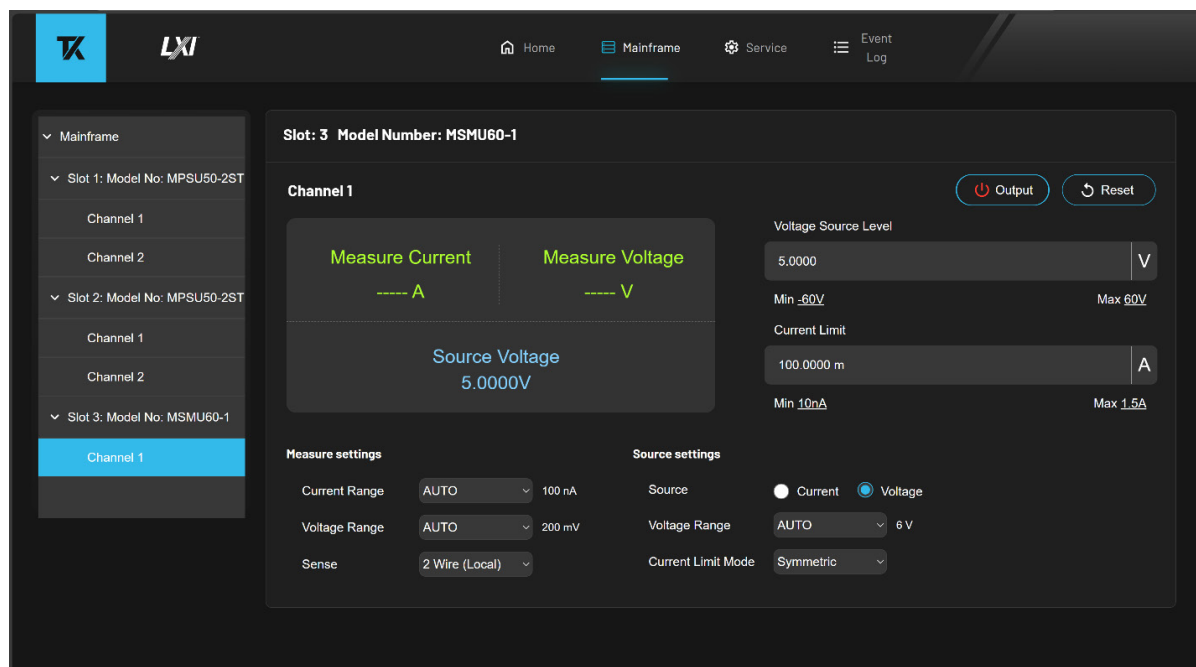 TK LXI
Home
Mainframe
Service
Event
Log
Mainframe
Slot 1: Model No: MPSU50-2ST
Channel 1
Channel 2
Slot 2: Model No: MPSU50-2ST
Channel 1
Channel 2
Slot 3: Model No: MSMU60-1
Channel 1
Slot: 3 Model Number: MSMU60-1
Channel 1
Output
Reset
Measure Current
----- A
Measure Voltage
----- V
Source Voltage
5.0000V
Voltage Source Level
5.0000 V
Min -60V Max 60V
Current Limit
100.0000 m A
Min 10nA Max 1.5A
Measure settings
Current Range AUTO 100 nA
Voltage Range AUTO 200 mV
Sense 2 Wire (Local)
Source settings
Source Current Voltage
Voltage Range AUTO 6 V
Current Limit Mode Symmetric